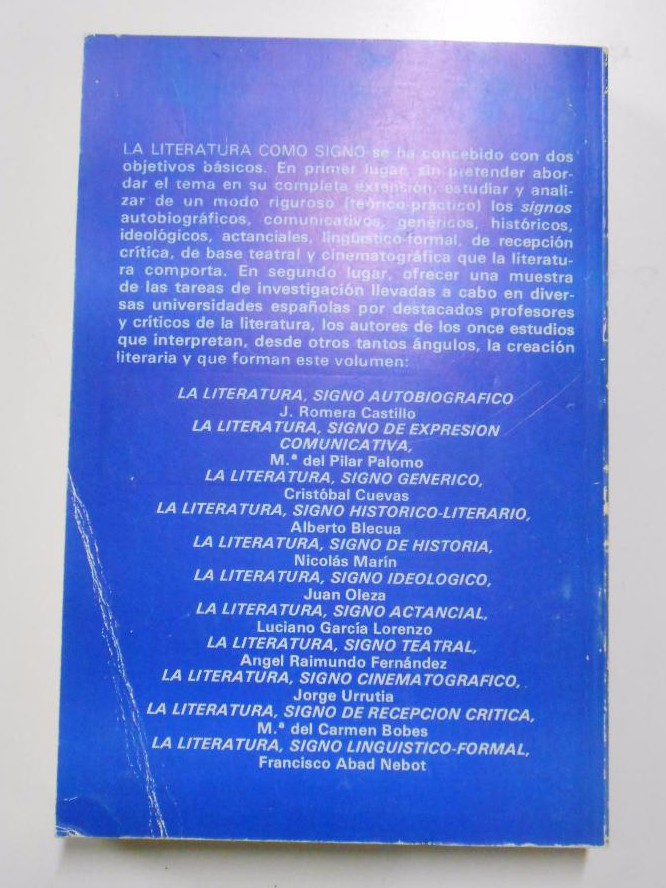 LA LITERATURA COMO SIGNO se ha concebido con dos
objetivos básicos. En primer lugar, sin pretender abor-
dar el tema en su completa extensión, estudiar y anali-
zar de un modo riguroso (teórico-práctico) los signos
autobiográficos, comunicativos, genéricos, históricos,
ideológicos, actanciales, lingüístico-formal, de recepción
crítica, de base teatral y cinematográfica que la literatu-
ra comporta. En segundo lugar, ofrecer una muestra
de las tareas de investigación llevadas a cabo en diver-
sas universidades españolas por destacados profesores
y críticos de la literatura, los autores de los once estudios
que interpretan, desde otros tantos ángulos, la creación
literaria y que forman este volumen:
LA LITERATURA, SIGNO AUTOBIOGRAFICO
J. Romera Castillo
LA LITERATURA, SIGNO DE EXPRESION
COMUNICATIVA,
M.ª del Pilar Palomo
LA LITERATURA, SIGNO GENERICO,
Cristóbal Cuevas
LA LITERATURA, SIGNO HISTORICO-LITERARIO,
Alberto Blecua
LA LITERATURA, SIGNO DE HISTORIA,
Nicolás Marín
LA LITERATURA, SIGNO IDEOLOGICO,
Juan Oleza
LA LITERATURA, SIGNO ACTANCIAL,
Luciano García Lorenzo
LA LITERATURA, SIGNO TEATRAL,
Angel Raimundo Fernández
LA LITERATURA, SIGNO CINEMATOGRAFICO,
Jorge Urrutia
LA LITERATURA, SIGNO DE RECEPCION CRITICA,
M.ª del Carmen Bobes
LA LITERATURA, SIGNO LINGUISTICO-FORMAL,
Francisco Abad Nebot